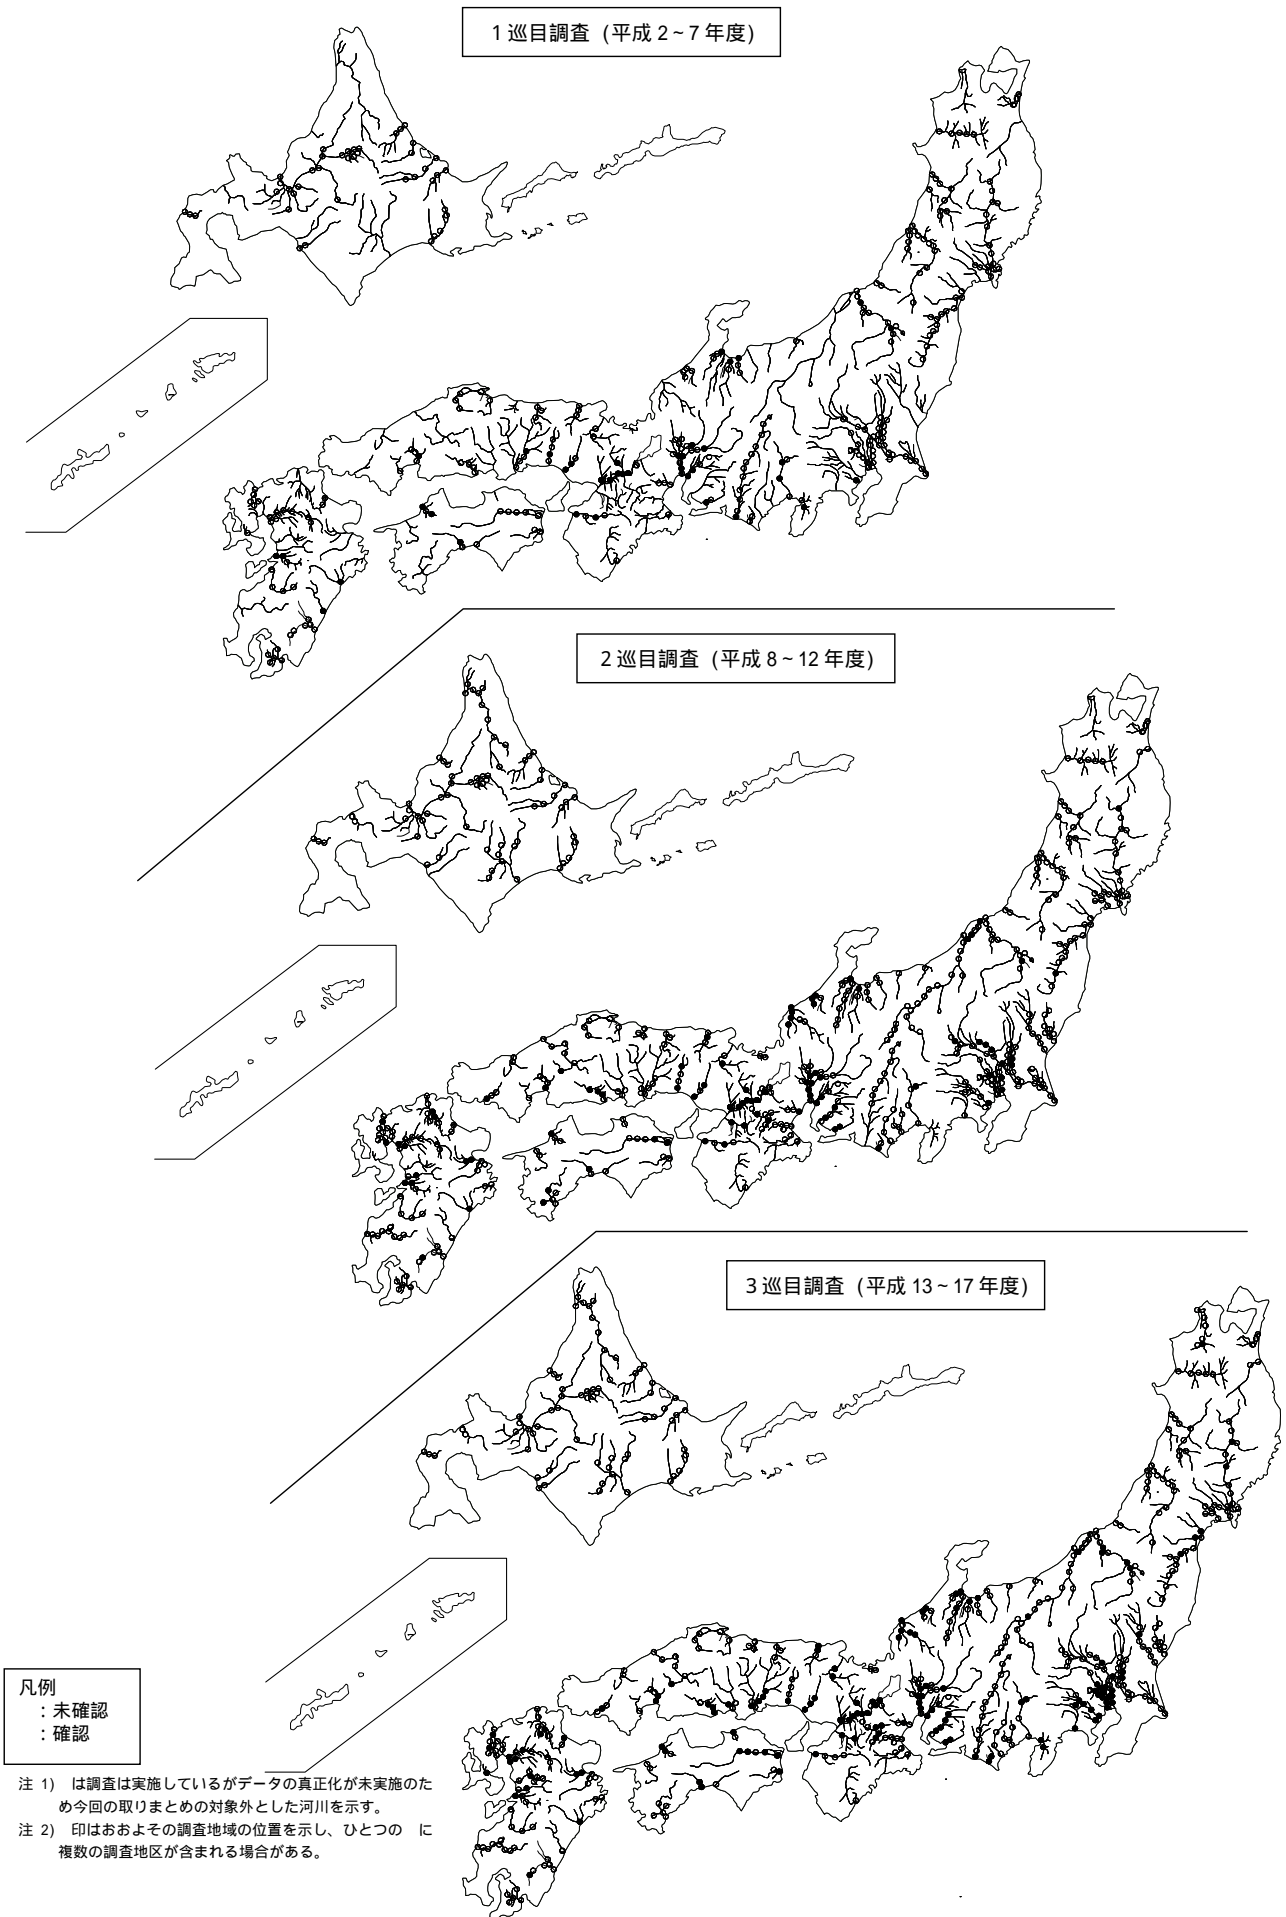 1巡目調査 (平成 2~7 年度)
2巡目調査 (平成 8~12 年度)
3巡目調査 (平成 13~17 年度)
凡例
：未確認
：確認
注 1) は調査は実施しているがデータの真正化が未実施のた
め今回の取りまとめの対象外とした河川を示す。
注 2) 印はおおよその調査地域の位置を示し、ひとつの に
複数の調査地区が含まれる場合がある。